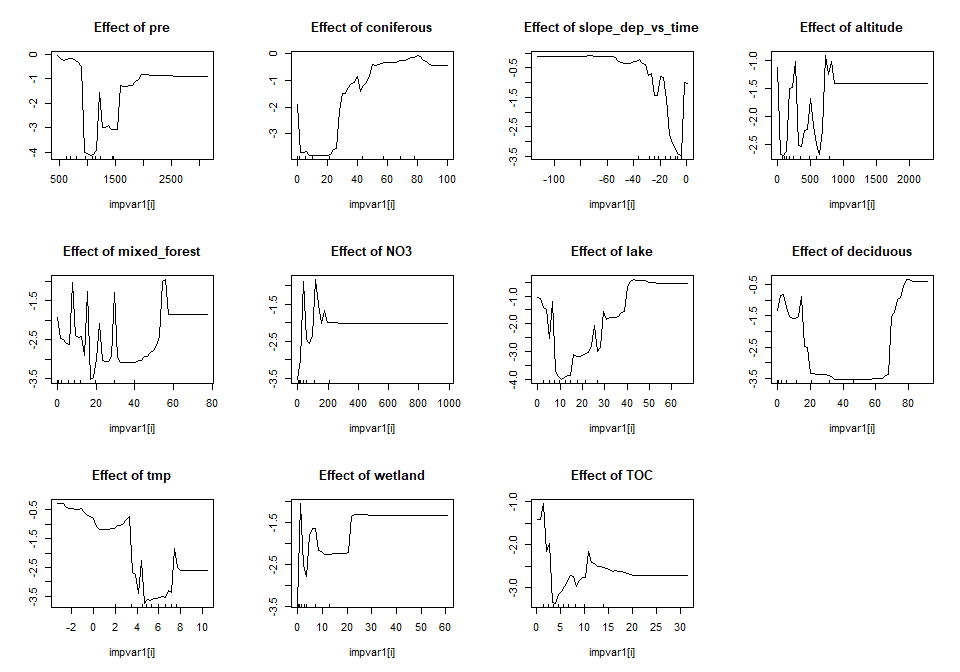 Effect of pre
0
-1
-2
-3
-4
500 1500 2500
impvar1[i]
Effect of coniferous
0
-1
-2
-3
0 20 40 60 80 100
impvar1[i]
Effect of slope_dep_vs_time
-0.5
-1.5
-2.5
-3.5
-100 -60 -20 0
impvar1[i]
Effect of altitude
-1.0
-1.5
-2.0
-2.5
0 500 1000 1500 2000
impvar1[i]
Effect of mixed_forest
-1.5
-2.5
-3.5
0 20 40 60 80
impvar1[i]
Effect of NO3
-1.5
-2.5
-3.5
0 200 400 600 800 1000
impvar1[i]
Effect of lake
-1.0
-2.0
-3.0
-4.0
0 10 20 30 40 50 60
impvar1[i]
Effect of deciduous
-0.5
-1.5
-2.5
-3.5
0 20 40 60 80
impvar1[i]
Effect of tmp
-0.5
-1.5
-2.5
-3.5
-2 0 2 4 6 8 10
impvar1[i]
Effect of wetland
-1.5
-2.5
-3.5
0 10 20 30 40 50 60
impvar1[i]
Effect of TOC
-1.0
-2.0
-3.0
0 5 10 15 20 25 30
impvar1[i]